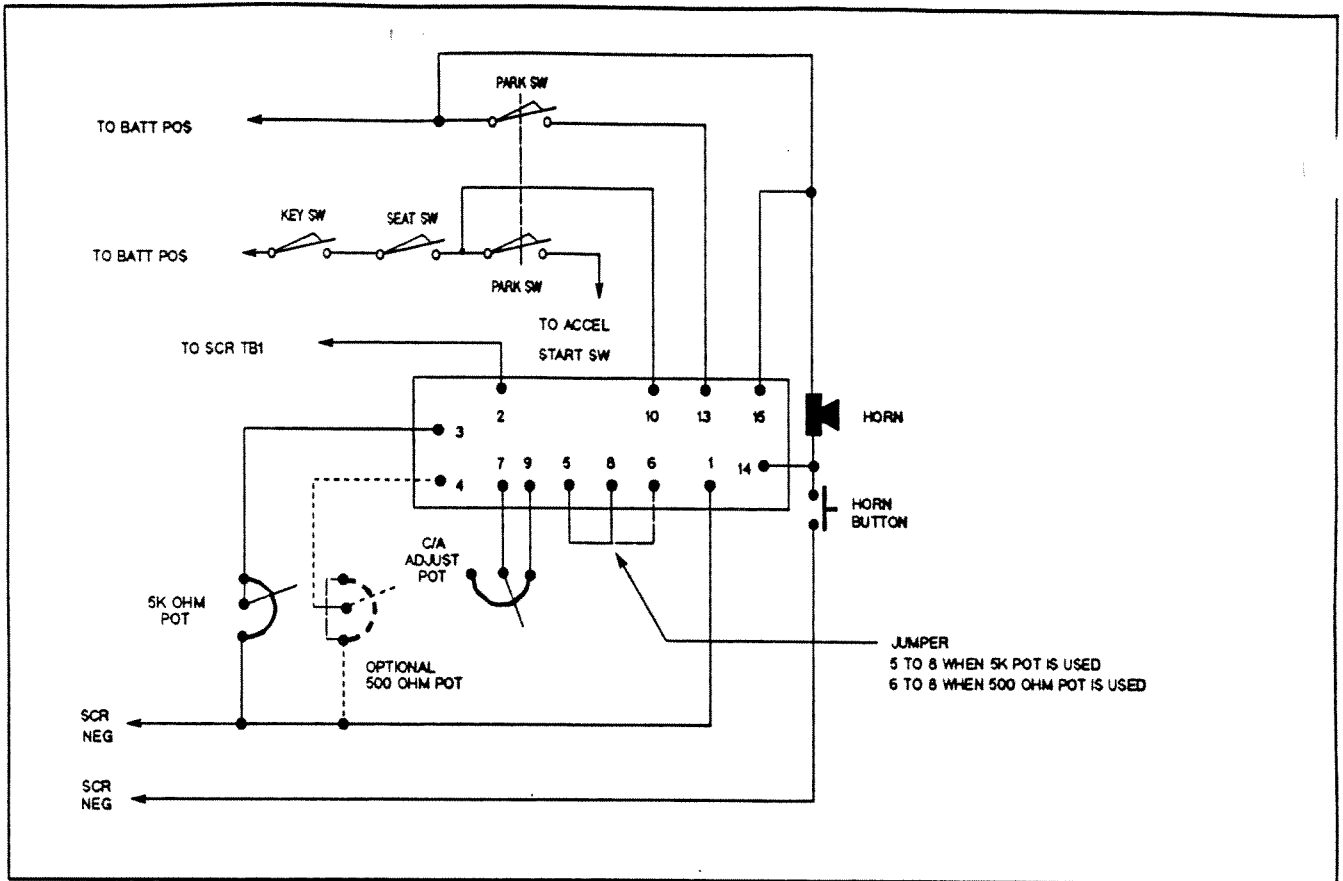 PARK SW
TO BATT POS
KEY SW
SEAT SW
TO BATT POS
PARK SW
TO ACCEL
START SW
TO SCR TB1
2
10
13
15
3
HORN
7
9
5
8
6
1
14
4
HORN
BUTTON
C/A
ADJUST
POT
5K OHM
POT
OPTIONAL
500 OHM POT
JUMPER
5 TO 8 WHEN 5K POT IS USED
6 TO 8 WHEN 500 OHM POT IS USED
SCR
NEG
SCR
NEG